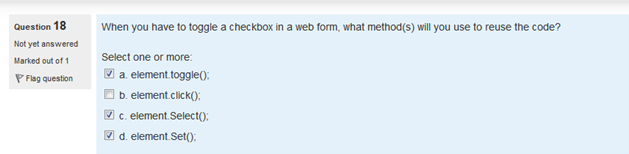 Question 18
Not yet answered
Marked out of 1
Flag question
When you have to toggle a checkbox in a web form, what method(s) will you use to reuse the code?
Select one or more:
a. element.toggle();
b. element.click();
c. element.Select();
d. element.Set();